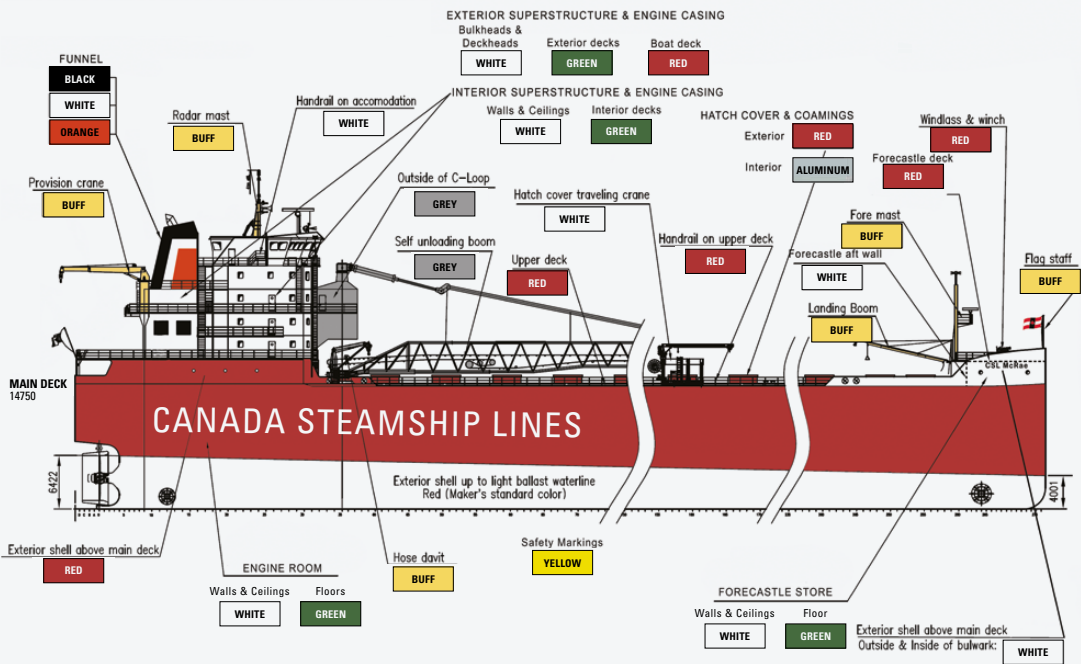 EXTERIOR SUPERSTRUCTURE & ENGINE CASING
Bulkheads &
Deckheads
WHITE
Exterior decks
GREEN
Boat deck
RED
FUNNEL
BLACK
WHITE
ORANGE
INTERIOR SUPERSTRUCTURE & ENGINE CASING
Walls & Ceilings
WHITE
Interior decks
GREEN
Handrail on accomodation
WHITE
Radar mast
BUFF
HATCH COVER & COAMINGS
Exterior
RED
Interior
ALUMINUM
Windlass & winch
RED
Forecastle deck
RED
Provision crane
BUFF
Outside of C-Loop
GREY
Hatch cover traveling crane
WHITE
Self unloading boom
GREY
Upper deck
RED
Handrail on upper deck
RED
Fore mast
BUFF
Forecastle aft wall
WHITE
Flag staff
BUFF
Landing Boom
BUFF
CSL McRae
MAIN DECK
14750
CANADA STEAMSHIP LINES
6422
4001
Exterior shell up to light ballast waterline
Red (Maker's standard color)
Exterior shell above main deck
RED
ENGINE ROOM
Walls & Ceilings
WHITE
Floors
GREEN
Hose davit
BUFF
Safety Markings
YELLOW
FORECASTLE STORE
Walls & Ceilings
WHITE
Floor
GREEN
Exterior shell above main deck
Outside & Inside of bulwark:
WHITE